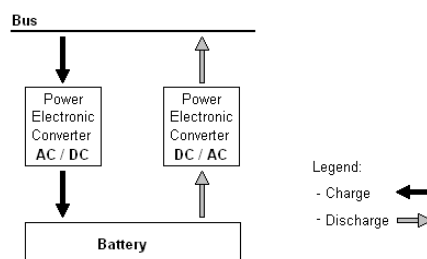 Bus
Power
Electronic
Converter
AC / DC
Power
Electronic
Converter
DC / AC
Battery
Legend:
- Charge
- Discharge